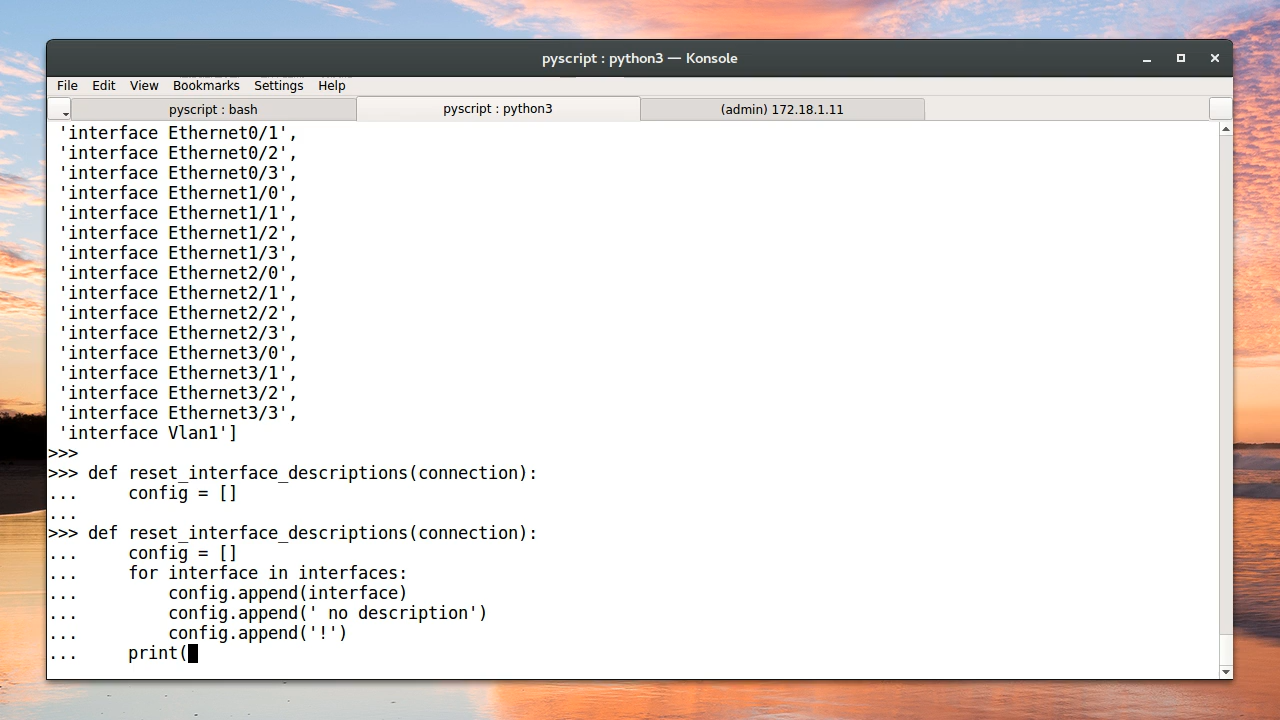 pyscript : python3 — Konsole
File Edit View Bookmarks Settings Help
pyscript : bash
pyscript : python3
(admin) 172.18.1.11
 'interface Ethernet0/1',
 'interface Ethernet0/2',
 'interface Ethernet0/3',
 'interface Ethernet1/0',
 'interface Ethernet1/1',
 'interface Ethernet1/2',
 'interface Ethernet1/3',
 'interface Ethernet2/0',
 'interface Ethernet2/1',
 'interface Ethernet2/2',
 'interface Ethernet2/3',
 'interface Ethernet3/0',
 'interface Ethernet3/1',
 'interface Ethernet3/2',
 'interface Ethernet3/3',
 'interface Vlan1']
>>>
>>> def reset_interface_descriptions(connection):
...     config = []
...
>>> def reset_interface_descriptions(connection):
...     config = []
...     for interface in interfaces:
...         config.append(interface)
...         config.append(' no description')
...         config.append('!')
...     print(